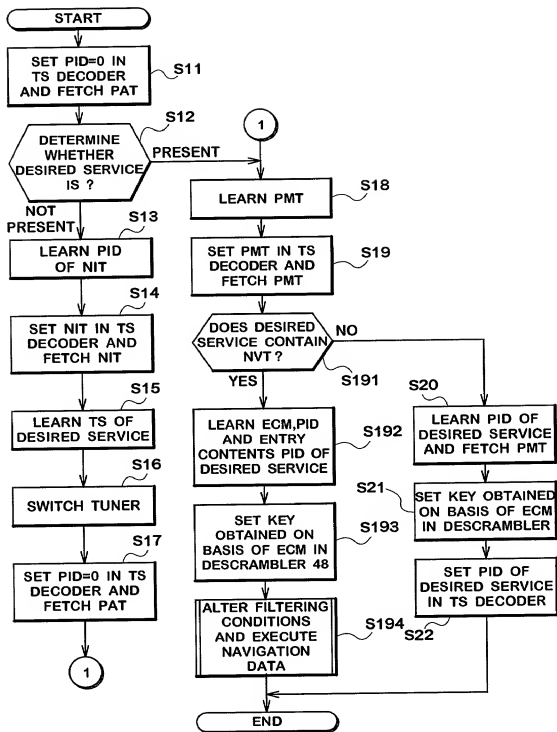 START
SET PID=0 IN
TS DECODER
AND FETCH PAT
S11
S12
DETERMINE
WHETHER
DESIRED SERVICE
IS ?
PRESENT
NOT
PRESENT
S13
LEARN PID
OF NIT
S14
SET NIT IN TS
DECODER AND
FETCH NIT
S15
LEARN TS OF
DESIRED SERVICE
S16
SWITCH TUNER
S17
SET PID=0 IN TS
DECODER AND
FETCH PAT
1
1
LEARN PMT
S18
SET PMT IN TS
DECODER AND
FETCH PMT
S19
DOES DESIRED
SERVICE CONTAIN
NVT ?
NO
S191
YES
LEARN ECM,PID
AND ENTRY
CONTENTS PID OF
DESIRED SERVICE
S192
SET KEY
OBTAINED ON
BASIS OF ECM IN
DESCRAMBLER 48
S193
ALTER FILTERING
CONDITIONS
AND EXECUTE
NAVIGATION
DATA
S194
END
S20
LEARN PID OF
DESIRED SERVICE
AND FETCH PMT
S21
SET KEY OBTAINED
ON BASIS OF ECM
IN DESCRAMBLER
SET PID OF
DESIRED SERVICE
IN TS DECODER
S22